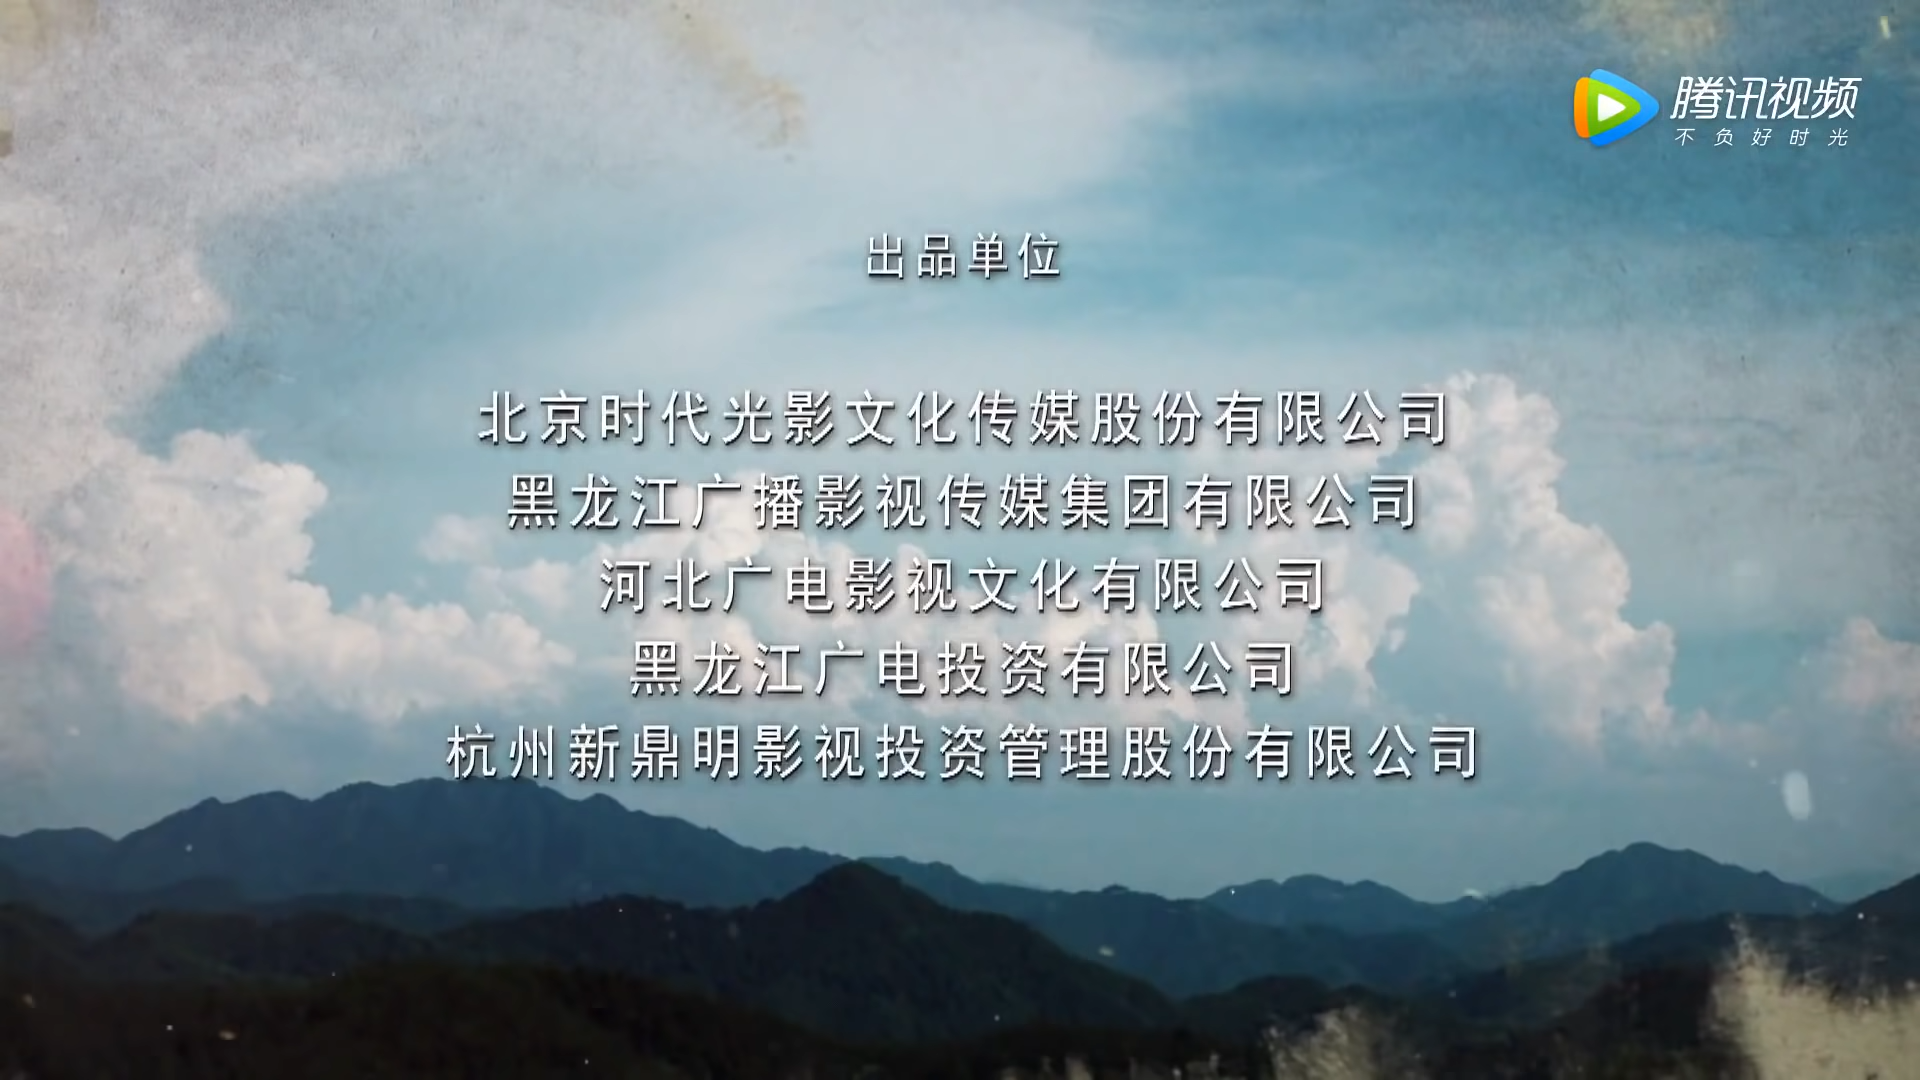 腾讯视频
不负好时光
出品单位
北京时代光影文化传媒股份有限公司
黑龙江广播影视传媒集团有限公司
河北广电影视文化有限公司
黑龙江广电投资有限公司
杭州新鼎明影视投资管理股份有限公司